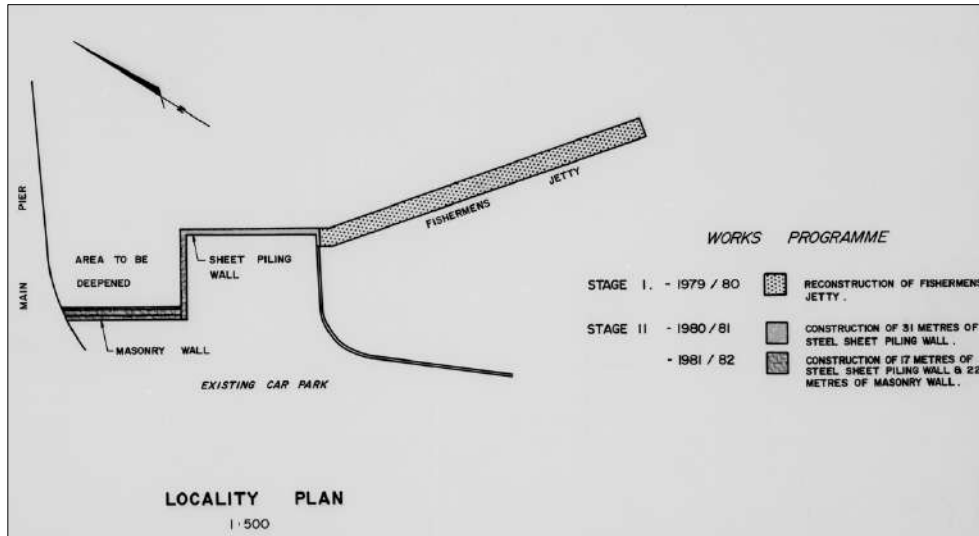 MAIN PIER
AREA TO BE
DEEPENED
SHEET PILING
WALL
MASONRY WALL
EXISTING CAR PARK
FISHERMENS JETTY
WORKS PROGRAMME
STAGE I. - 1979 / 80
RECONSTRUCTION OF FISHERMENS
JETTY.
STAGE II - 1980 / 81
CONSTRUCTION OF 31 METRES OF
STEEL SHEET PILING WALL.
- 1981 / 82
CONSTRUCTION OF 17 METRES OF
STEEL SHEET PILING WALL & 22
METRES OF MASONRY WALL.
LOCALITY PLAN
1:500